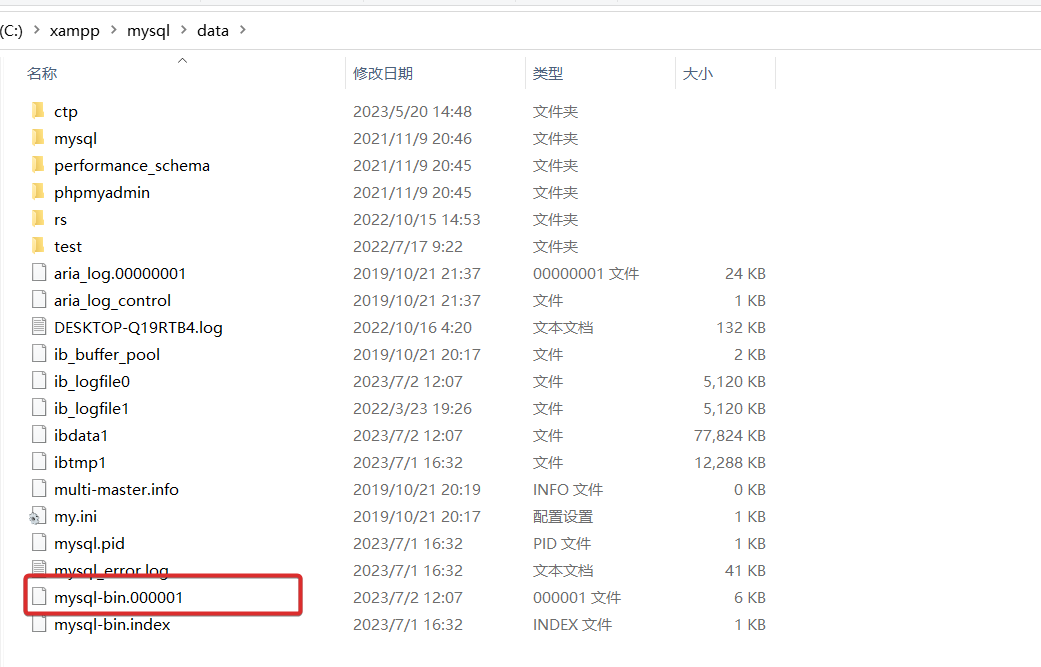 (C:) > xampp > mysql > data >
名称 修改日期 类型 大小
ctp 2023/5/20 14:48 文件夹
mysql 2021/11/9 20:46 文件夹
performance_schema 2021/11/9 20:45 文件夹
phpmyadmin 2021/11/9 20:45 文件夹
rs 2022/10/15 14:53 文件夹
test 2022/7/17 9:22 文件夹
aria_log.00000001 2019/10/21 21:37 00000001 文件 24 KB
aria_log_control 2019/10/21 21:37 文件 1 KB
DESKTOP-Q19RTB4.log 2022/10/16 4:20 文本文档 132 KB
ib_buffer_pool 2019/10/21 20:17 文件 2 KB
ib_logfile0 2023/7/2 12:07 文件 5,120 KB
ib_logfile1 2022/3/23 19:26 文件 5,120 KB
ibdata1 2023/7/2 12:07 文件 77,824 KB
ibtmp1 2023/7/1 16:32 文件 12,288 KB
multi-master.info 2019/10/21 20:19 INFO 文件 0 KB
my.ini 2019/10/21 20:17 配置设置 1 KB
mysql.pid 2023/7/1 16:32 PID 文件 1 KB
mysql_error.log 2023/7/1 16:32 文本文档 41 KB
mysql-bin.000001 2023/7/2 12:07 000001 文件 6 KB
mysql-bin.index 2023/7/1 16:32 INDEX 文件 1 KB